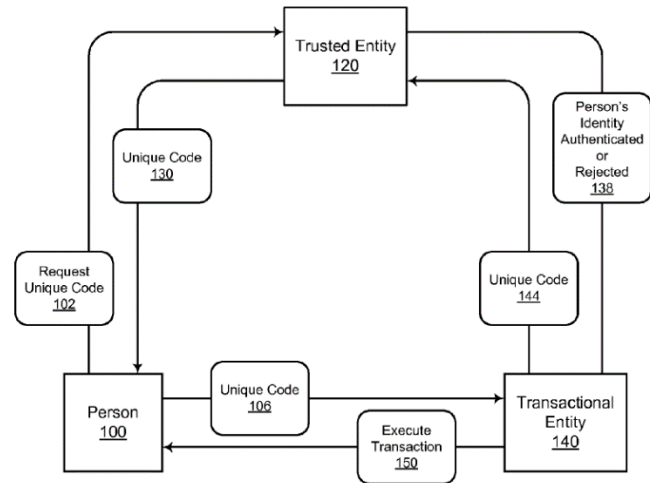 Trusted Entity
120
Person's
Identity
Authenticated
or
Rejected
138
Unique Code
130
Request
Unique Code
102
Unique Code
144
Person
100
Unique Code
106
Execute
Transaction
150
Transactional
Entity
140